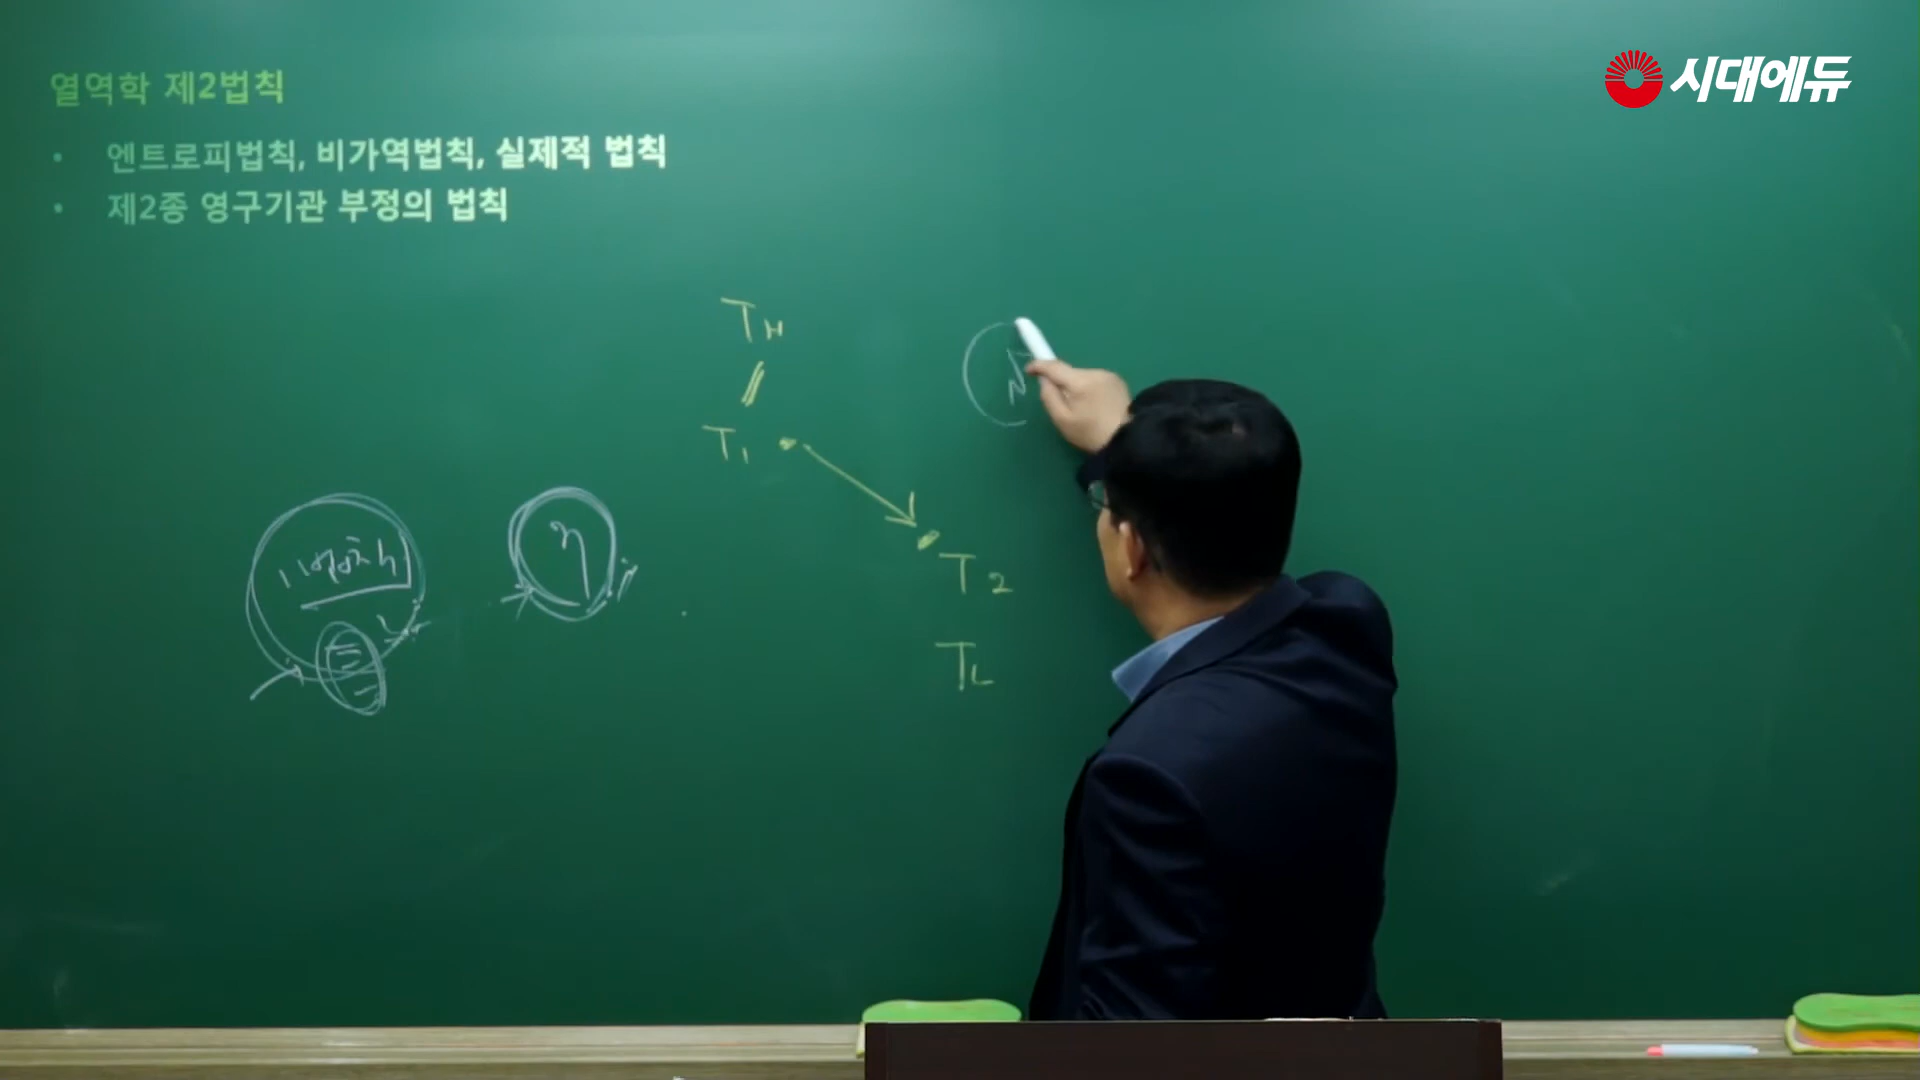 열역학 제2법칙
시대에듀
• 엔트로피법칙, 비가역법칙, 실제적 법칙
• 제2종 영구기관 부정의 법칙
TH
T1
T2
TL
η